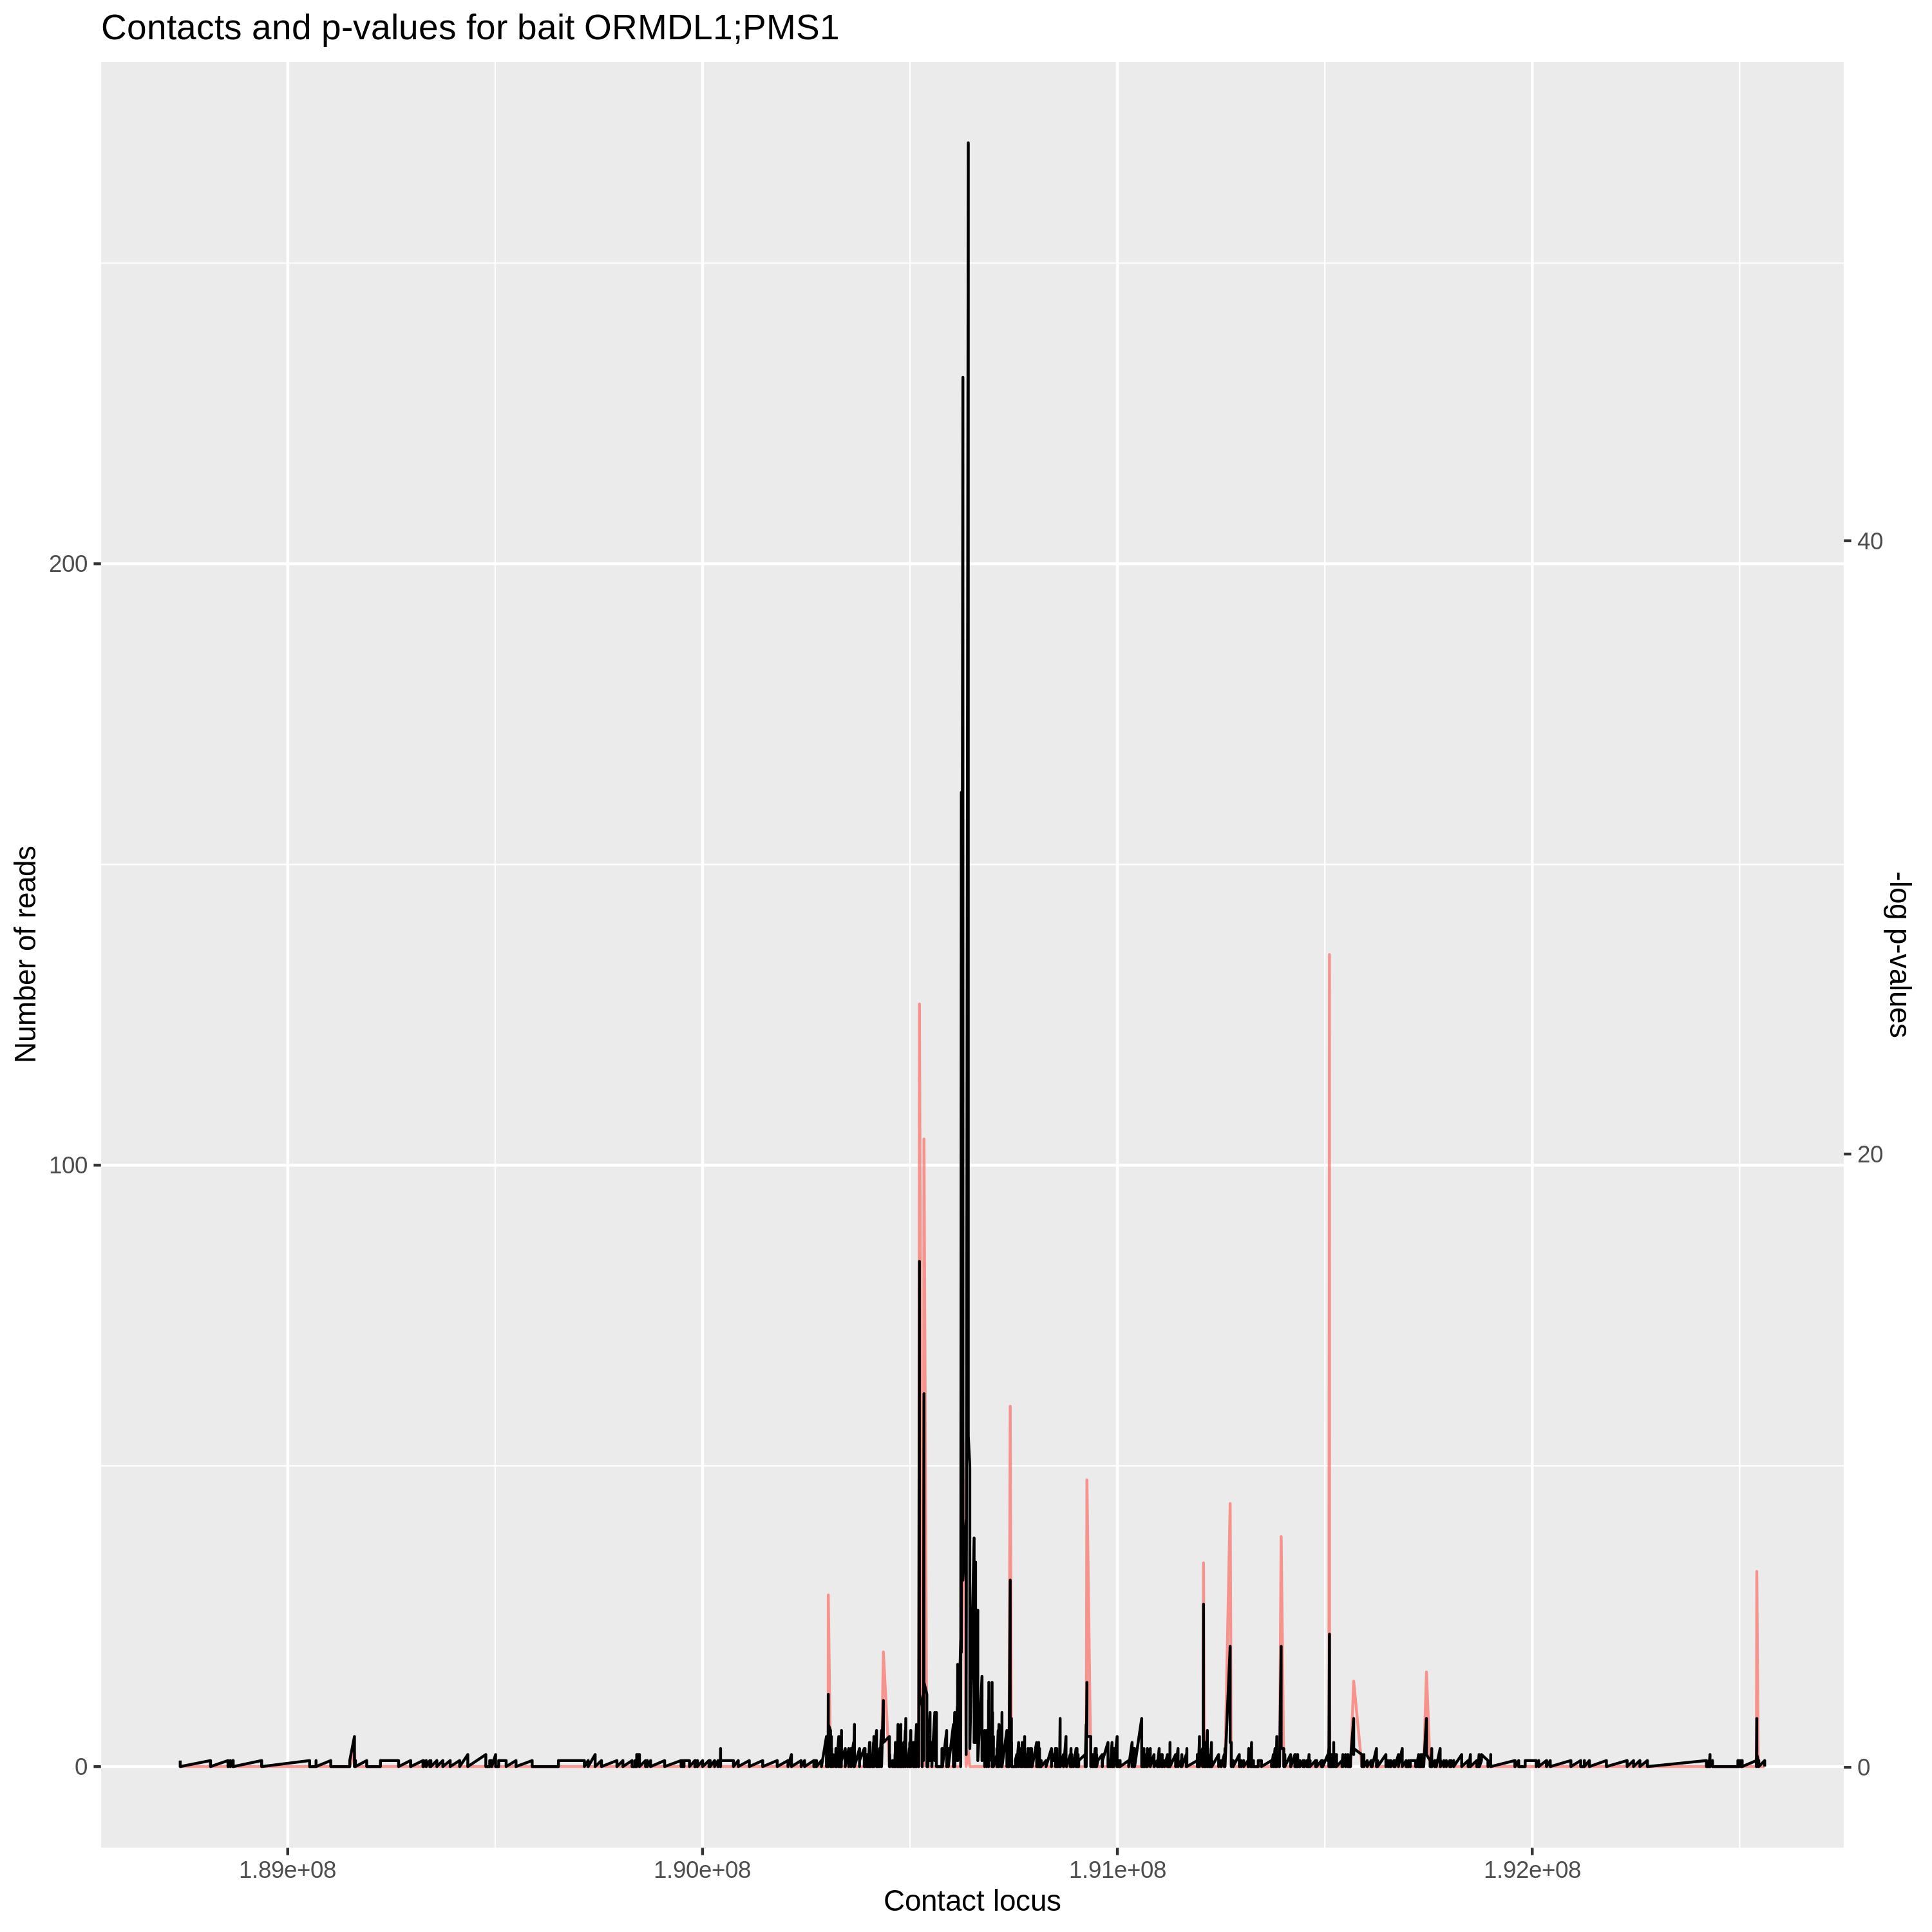 Contacts and p-values for bait ORMDL1;PMS1
Number of reads
200
100
0
40
20
0
-log p-values
1.89e+08
1.90e+08
1.91e+08
1.92e+08
Contact locus